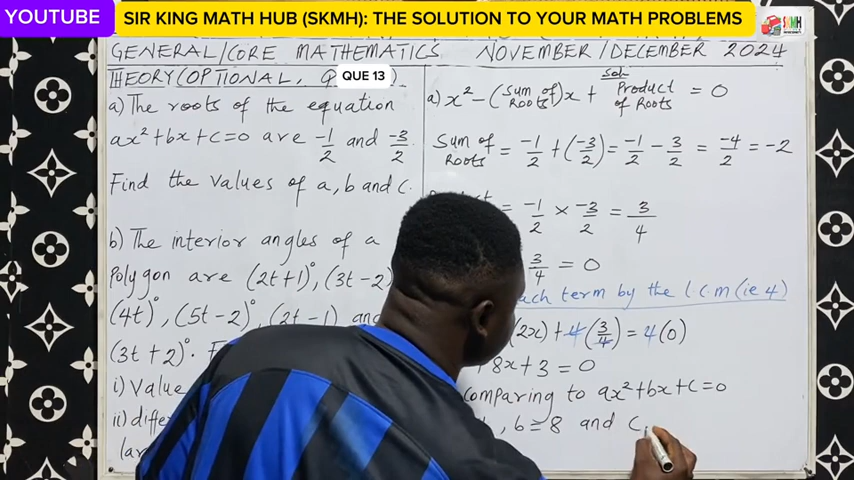 YOUTUBE
SIR KING MATH HUB (SKMH): THE SOLUTION TO YOUR MATH PROBLEMS
SKMH
GENERAL/CORE MATHEMATICS NOVEMBER/DECEMBER 2024
THEORY (OPTIONAL, QUE 13)
a) The roots of the equation
ax²+bx+c=0 are -1/2 and -3/2.
Find the values of a, b and c.
b) The interior angles of a
Polygon are (2t+1)°, (3t-2)
(4t)°, (5t-2)°, (2t-1) and
(3t+2)°.
i) Value
ii) diffe
lar
Soln
a) x² - (Sum of Roots)x + Product of Roots = 0
Sum of Roots = -1/2 + (-3/2) = -1/2 - 3/2 = -4/2 = -2
= -1/2 × -3/2 = 3/4
3/4 = 0
each term by the L.C.M (ie 4)
(2x) + 4(3/4) = 4(0)
+ 8x + 3 = 0
Comparing to ax²+bx+c=0
, b=8 and c